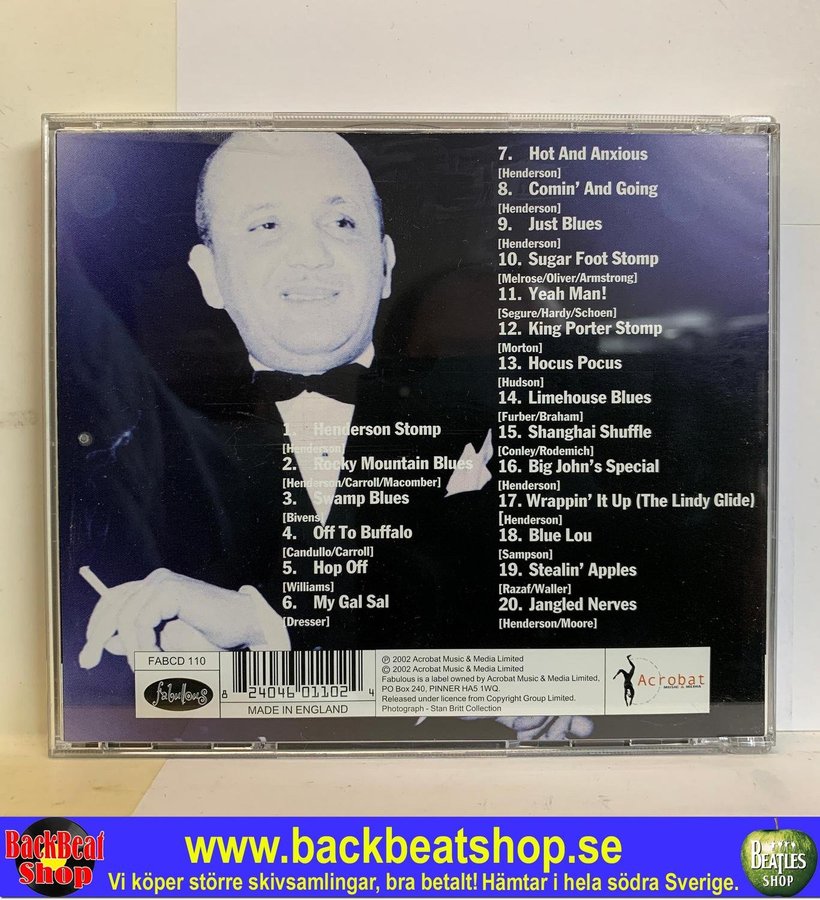 1. Henderson Stomp
[Henderson]
2. Rocky Mountain Blues
[Henderson/Carroll/Macomber]
3. Swamp Blues
[Bivens]
4. Off To Buffalo
[Candullo/Carroll]
5. Hop Off
[Williams]
6. My Gal Sal
[Dresser]
7. Hot And Anxious
[Henderson]
8. Comin' And Going
[Henderson]
9. Just Blues
[Henderson]
10. Sugar Foot Stomp
[Melrose/Oliver/Armstrong]
11. Yeah Man!
[Segure/Hardy/Schoen]
12. King Porter Stomp
[Morton]
13. Hocus Pocus
[Hudson]
14. Limehouse Blues
[Furber/Braham]
15. Shanghai Shuffle
[Conley/Rodemich]
16. Big John's Special
[Henderson]
17. Wrappin' It Up (The Lindy Glide)
[Henderson]
18. Blue Lou
[Sampson]
19. Stealin' Apples
[Razaf/Waller]
20. Jangled Nerves
[Henderson/Moore]
FABCD 110
fabulous
8 24046 01102 4
MADE IN ENGLAND
℗ 2002 Acrobat Music & Media Limited
© 2002 Acrobat Music & Media Limited
Fabulous is a label owned by Acrobat Music & Media Limited,
PO Box 240, PINNER HA5 1WQ.
Released under licence from Copyright Group Limited.
Photograph - Stan Britt Collection
Acrobat
MUSIC & MEDIA
BackBeat
Shop
www.backbeatshop.se
Vi köper större skivsamlingar, bra betalt! Hämtar i hela södra Sverige.
BEATLES
SHOP